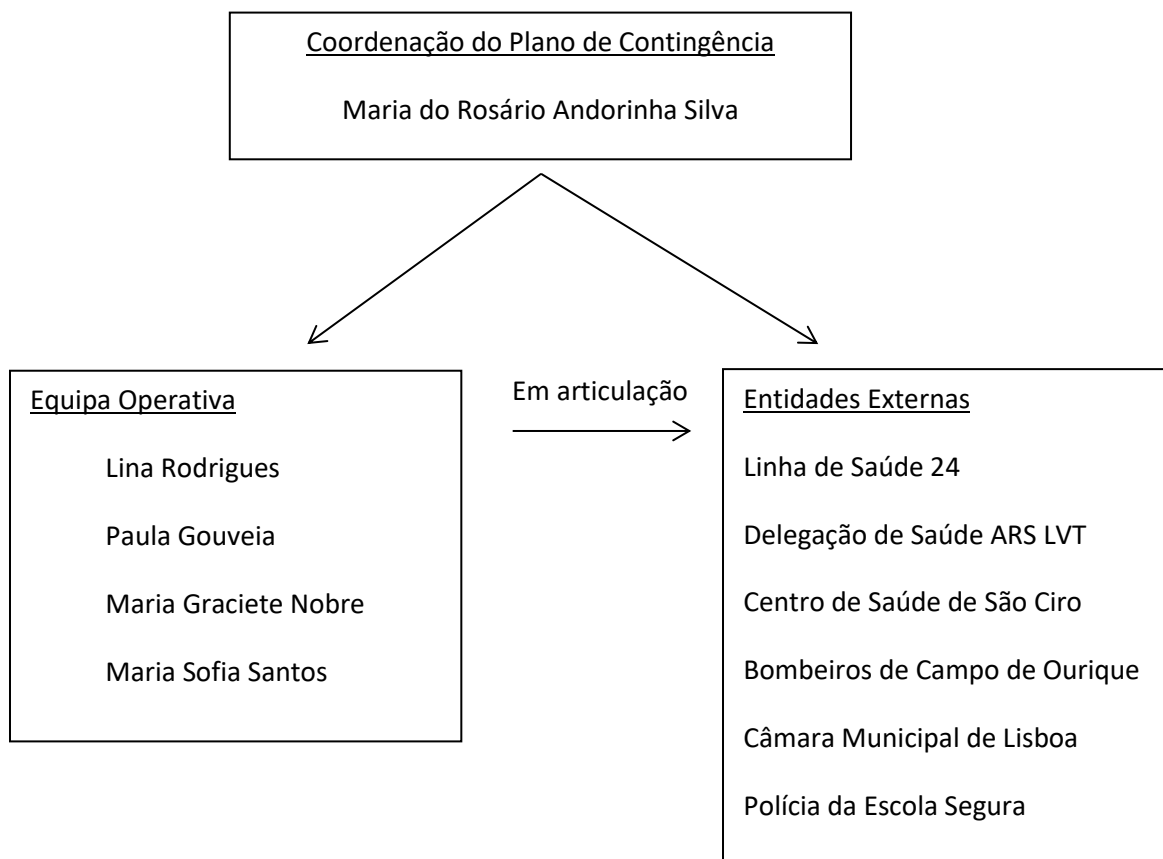 Coordenação do Plano de Contingência
Maria do Rosário Andorinha Silva
Equipa Operativa
Lina Rodrigues
Paula Gouveia
Maria Graciete Nobre
Maria Sofia Santos
Em articulação
Entidades Externas
Linha de Saúde 24
Delegação de Saúde ARS LVT
Centro de Saúde de São Ciro
Bombeiros de Campo de Ourique
Câmara Municipal de Lisboa
Polícia da Escola Segura